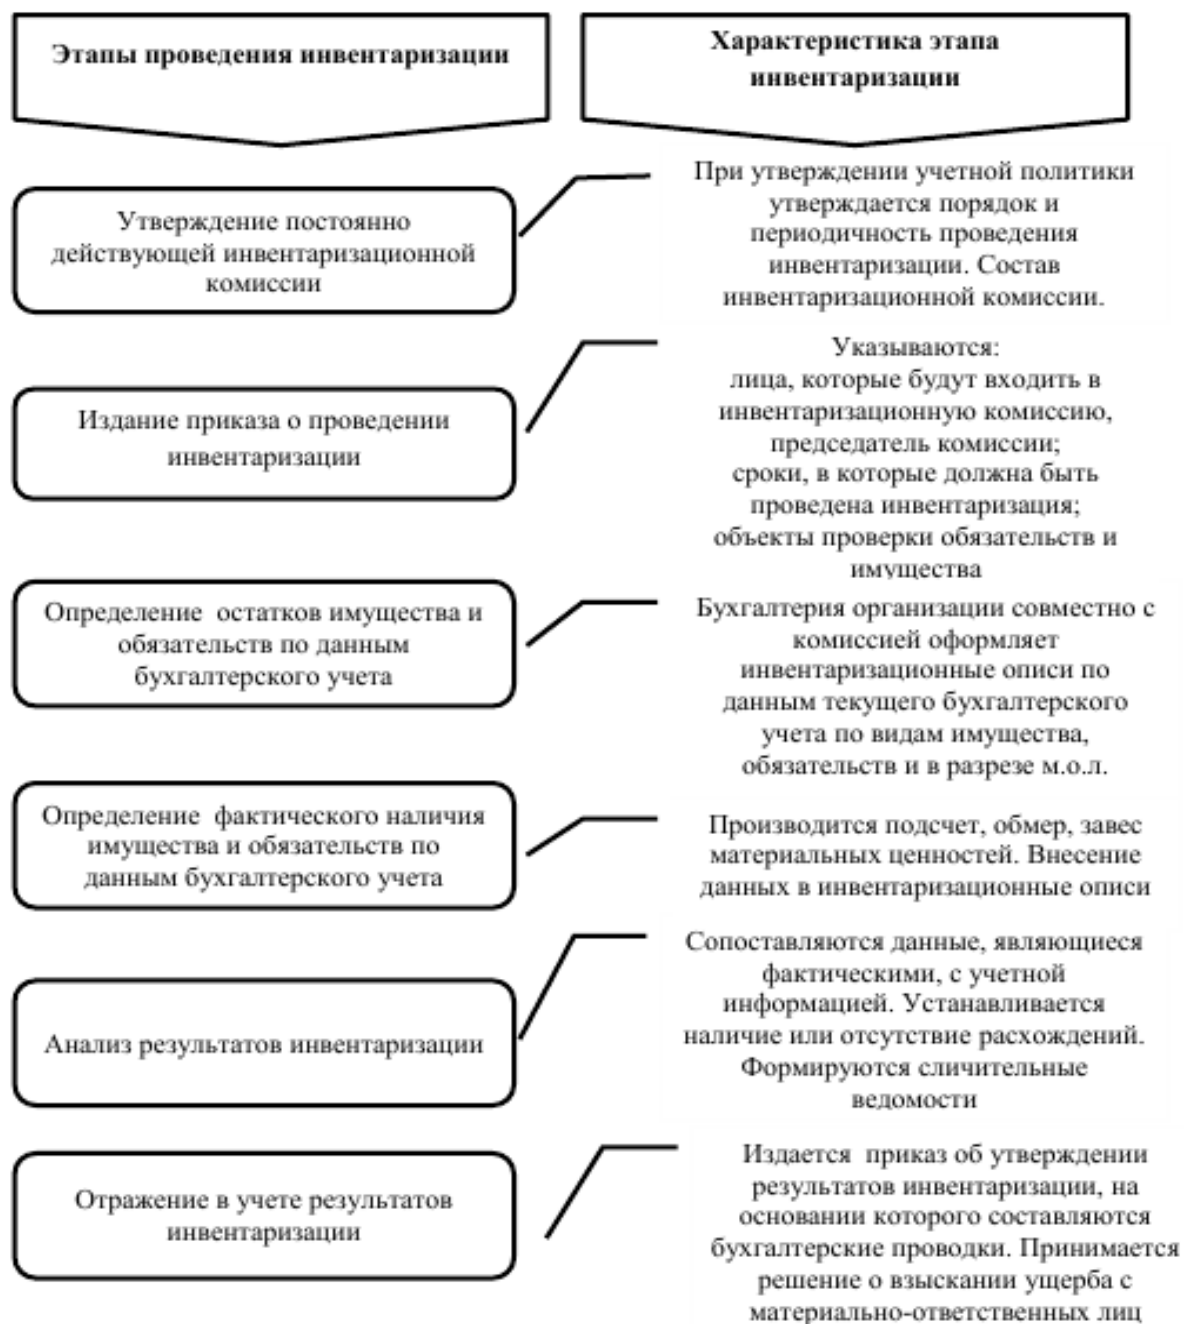 Этапы проведения инвентаризации
Характеристика этапа
инвентаризации
Утверждение постоянно
действующей инвентаризационной
комиссии
При утверждении учетной политики
утверждается порядок и
периодичность проведения
инвентаризации. Состав
инвентаризационной комиссии.
Издание приказа о проведении
инвентаризации
Указываются:
лица, которые будут входить в
инвентаризационную комиссию,
председатель комиссии;
сроки, в которые должна быть
проведена инвентаризация;
объекты проверки обязательств и
имущества
Определение остатков имущества и
обязательств по данным
бухгалтерского учета
Бухгалтерия организации совместно с
комиссией оформляет
инвентаризационные описи по
данным текущего бухгалтерского
учета по видам имущества,
обязательств и в разрезе м.о.л.
Определение фактического наличия
имущества и обязательств по
данным бухгалтерского учета
Производится подсчет, обмер, завес
материальных ценностей. Внесение
данных в инвентаризационные описи
Анализ результатов инвентаризации
Сопоставляются данные, являющиеся
фактическими, с учетной
информацией. Устанавливается
наличие или отсутствие расхождений.
Формируются сличительные
ведомости
Отражение в учете результатов
инвентаризации
Издается приказ об утверждении
результатов инвентаризации, на
основании которого составляются
бухгалтерские проводки. Принимается
решение о взыскании ущерба с
материально-ответственных лиц